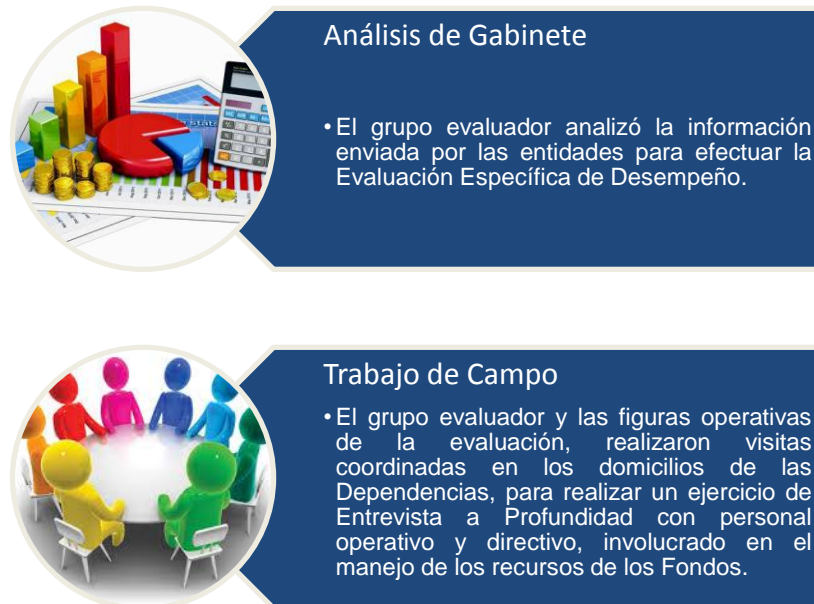 Análisis de Gabinete
• El grupo evaluador analizó la información
enviada por las entidades para efectuar la
Evaluación Específica de Desempeño.
Trabajo de Campo
• El grupo evaluador y las figuras operativas
de la evaluación, realizaron visitas
coordinadas en los domicilios de las
Dependencias, para realizar un ejercicio de
Entrevista a Profundidad con personal
operativo y directivo, involucrado en el
manejo de los recursos de los Fondos.